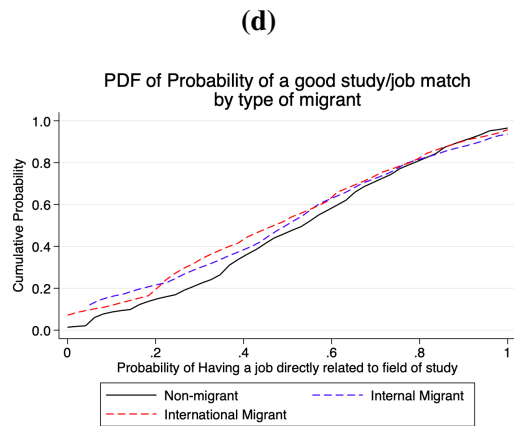 (d)
PDF of Probability of a good study/job match
by type of migrant
Cumulative Probability
1.0
0.8
0.6
0.4
0.2
0.0
0 .2 .4 .6 .8 1
Probability of Having a job directly related to field of study
Non-migrant Internal Migrant
International Migrant